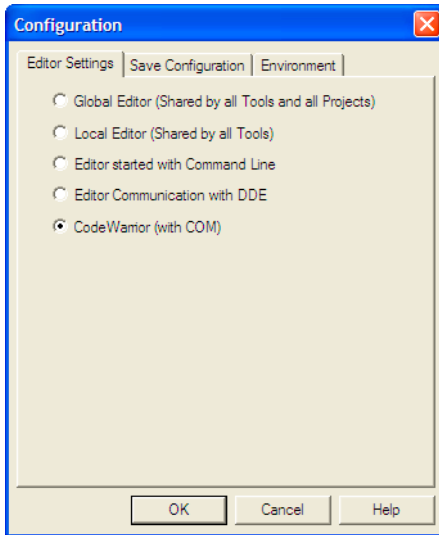 Configuration
Editor Settings Save Configuration Environment
Global Editor (Shared by all Tools and all Projects)
Local Editor (Shared by all Tools)
Editor started with Command Line
Editor Communication with DDE
CodeWarrior (with COM)
OK Cancel Help